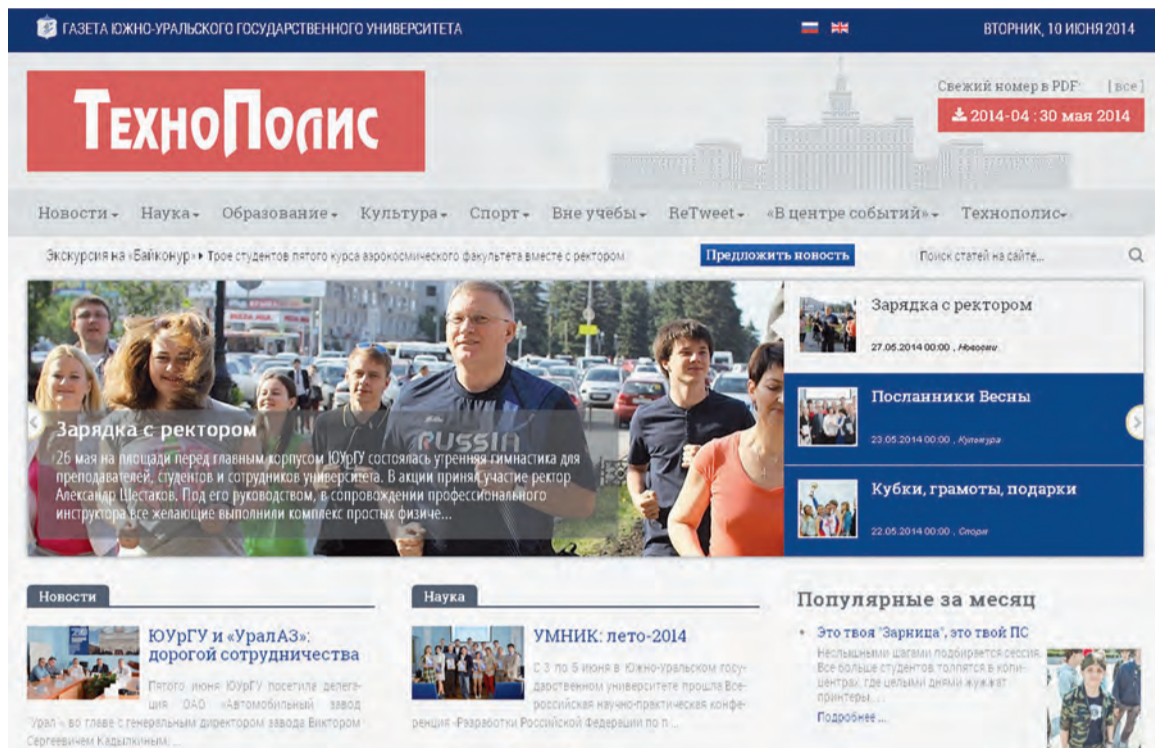 ГАЗЕТА ЮЖНО-УРАЛЬСКОГО ГОСУДАРСТВЕННОГО УНИВЕРСИТЕТА
ВТОРНИК, 10 ИЮНЯ 2014
ТЕХНОПОЛИС
Свежий номер в PDF: [все]
2014-04 : 30 мая 2014
Новости Наука Образование Культура Спорт Вне учёбы ReTweet «В центре событий» Технополис
Экскурсия на «Байконур» Трое студентов пятого курса аэрокосмического факультета вместе с ректором
Предложить новость
Поиск статей на сайте...
Зарядка с ректором
26 мая на площади перед главным корпусом ЮУрГУ состоялась утренняя гимнастика для
преподавателей, студентов и сотрудников университета. В акции принял участие ректор
Александр Шестаков. Под его руководством, в сопровождении профессионального
инструктора все желающие выполнили комплекс простых физиче...
RUSSIA
Зарядка с ректором
27.05.2014 00:00 , Новости
Посланники Весны
23.05.2014 00:00 , Культура
Кубки, грамоты, подарки
22.05.2014 00:00 , Спорт
Новости
ЮУрГУ и «УралАЗ»:
дорогой сотрудничества
Пятого июня ЮУрГУ посетила делега-
ция ОАО «Автомобильный завод
"Урал" во главе с генеральным директором завода Виктором
Сергеевичем Кадылкиным. ...
Наука
УМНИК: лето-2014
С 3 по 5 июня в Южно-Уральском госу-
дарственном университете прошла Все-
российская научно-практическая конфе-
ренция «Разработки Российской Федерации по п ...
Популярные за месяц
Это твоя "Зарница", это твой ПС
Неслышными шагами подбирается сессия.
Все больше студентов толпятся в копи-
центрах, где целыми днями жужжат
принтеры. ...
Подробнее ...